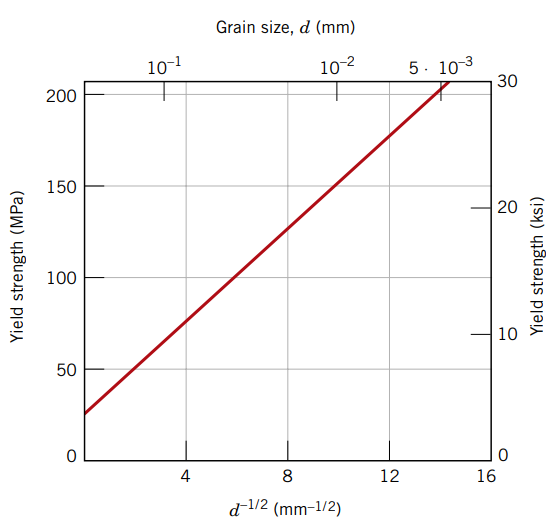 Grain size, d (mm)
10⁻¹ 10⁻² 5 · 10⁻³
200 30
150
20
100
10
50
0 0
4 8 12 16
d⁻¹/² (mm⁻¹/²)
Yield strength (MPa)
Yield strength (ksi)